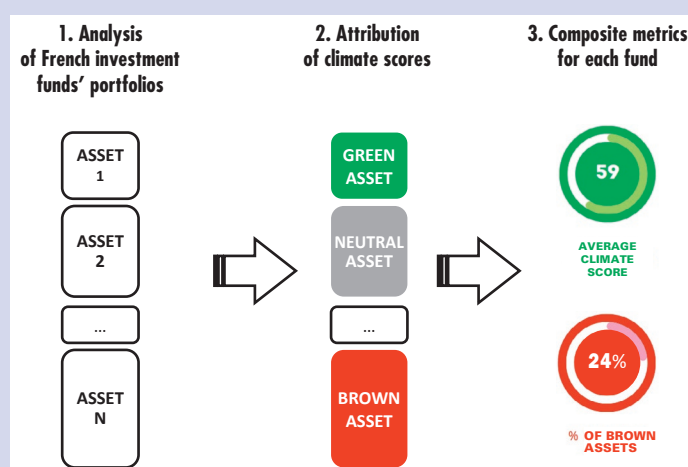 1. Analysis
of French investment
funds' portfolios
ASSET
1
ASSET
2
...
ASSET
N
2. Attribution
of climate scores
GREEN
ASSET
NEUTRAL
ASSET
...
BROWN
ASSET
3. Composite metrics
for each fund
59
AVERAGE
CLIMATE
SCORE
24%
% OF BROWN
ASSETS